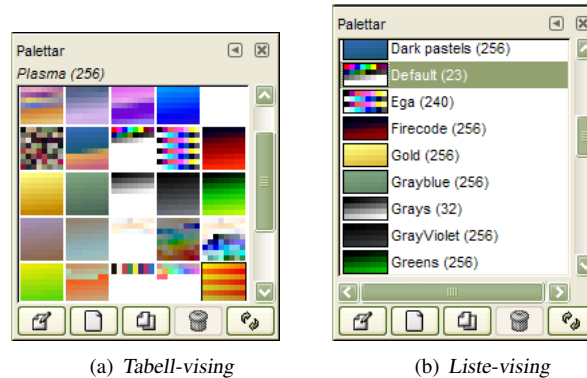 Palettar
Plasma (256)
(a) Tabell-vising
Palettar
Dark pastels (256)
Default (23)
Ega (240)
Firecode (256)
Gold (256)
Grayblue (256)
Grays (32)
GrayViolet (256)
Greens (256)
(b) Liste-vising